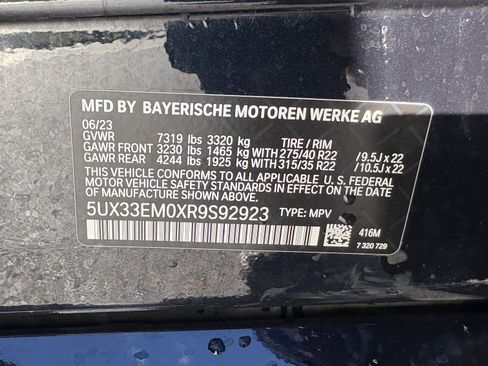 MFD BY BAYERISCHE MOTOREN WERKE AG
06/23
GVWR 7319 lbs 3320 kg TIRE / RIM
GAWR FRONT 3230 lbs 1465 kg WITH 275/40 R22 /9.5J x 22
GAWR REAR 4244 lbs 1925 kg WITH 315/35 R22 /10.5J x 22
THIS VEHICLE CONFORMS TO ALL APPLICABLE U. S. FEDERAL
MOTOR VEHICLE SAFETY STANDARDS IN EFFECT ON THE
DATE OF MANUFACTURE SHOWN ABOVE.
5UX33EM0XR9S92923 TYPE: MPV
416M
7 320 729